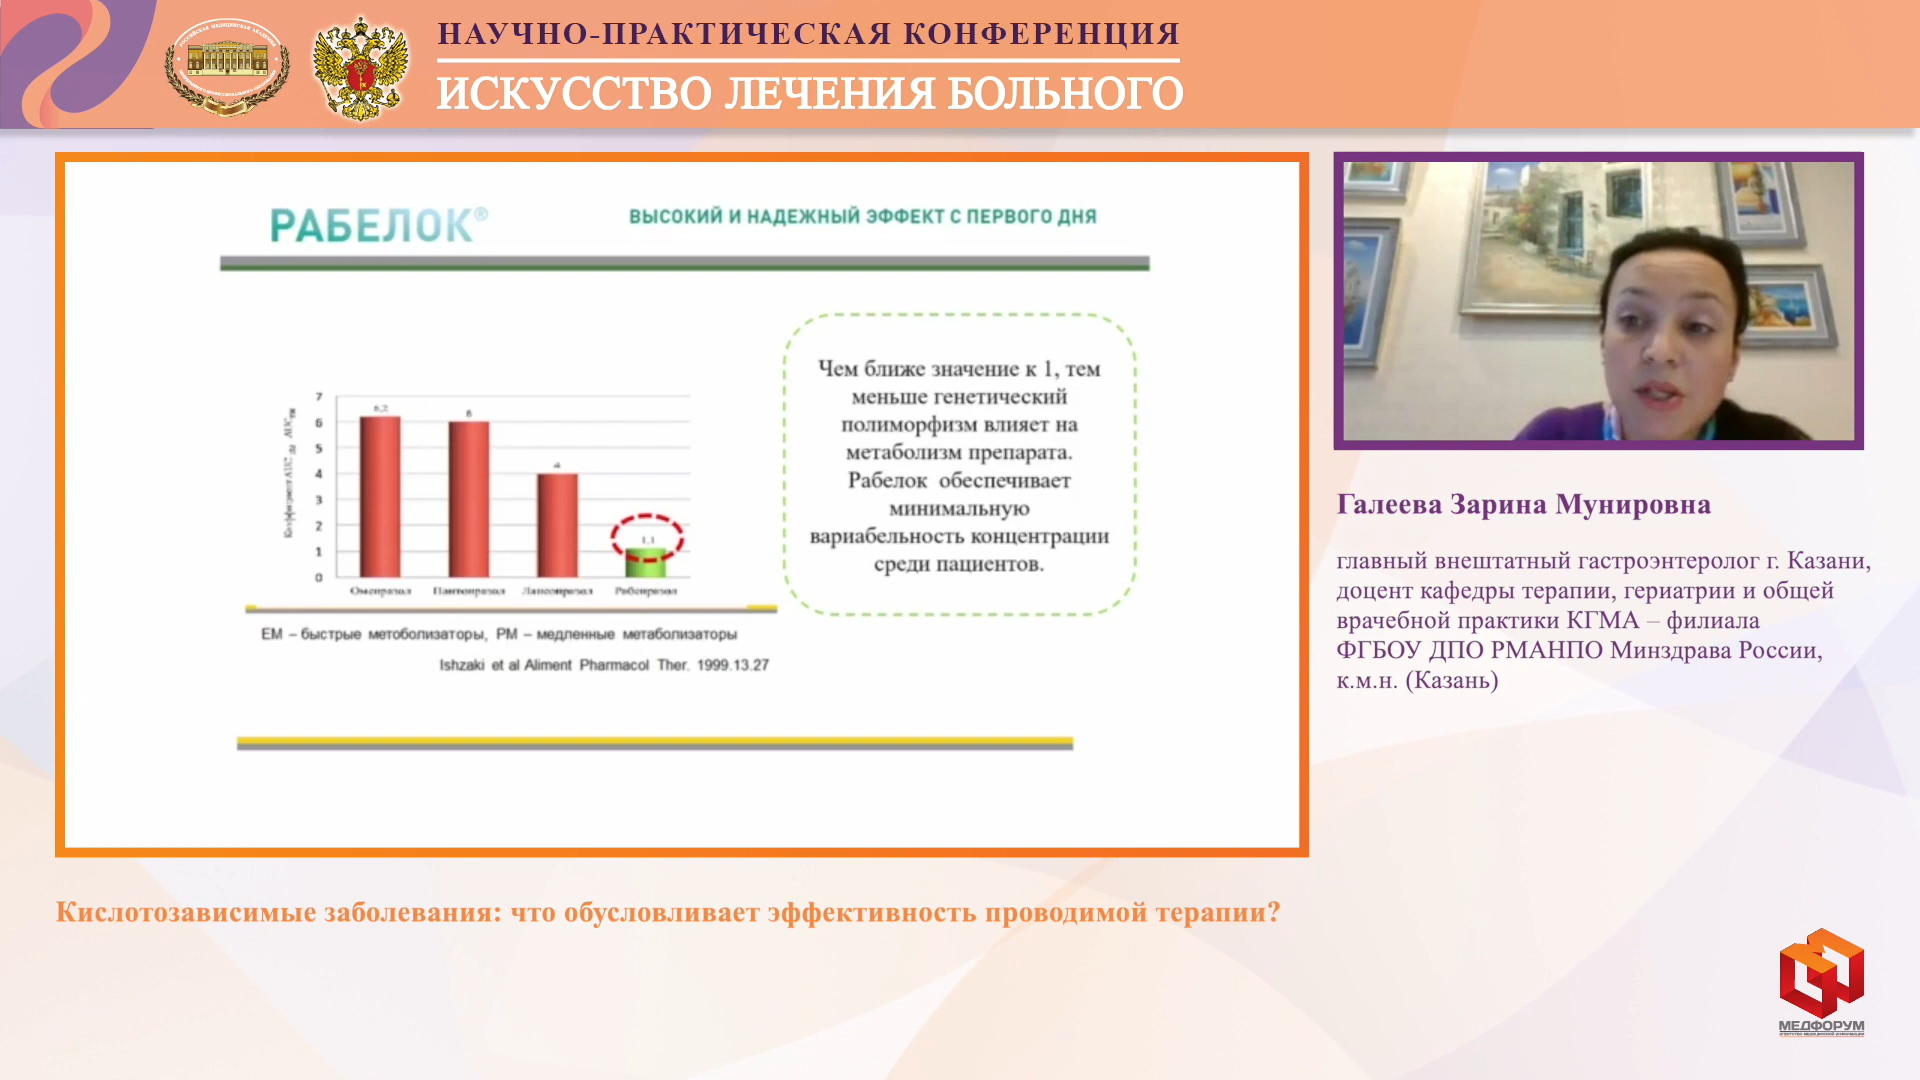 НАУЧНО-ПРАКТИЧЕСКАЯ КОНФЕРЕНЦИЯ
ИСКУССТВО ЛЕЧЕНИЯ БОЛЬНОГО
РАБЕЛОК®
ВЫСОКИЙ И НАДЕЖНЫЙ ЭФФЕКТ С ПЕРВОГО ДНЯ
7
6
5
4
3
2
1
0
6,2
6
4
1,1
Омепразол Пантопразол Лансопразол Рабепразол
ЕМ – быстрые метоболизаторы, РМ – медленные метаболизаторы
Ishzaki et al Aliment Pharmacol Ther. 1999.13.27
Чем ближе значение к 1, тем
меньше генетический
полиморфизм влияет на
метаболизм препарата.
Рабелок обеспечивает
минимальную
вариабельность концентрации
среди пациентов.
Галеева Зарина Мунировна
главный внештатный гастроэнтеролог г. Казани,
доцент кафедры терапии, гериатрии и общей
врачебной практики КГМА – филиала
ФГБОУ ДПО РМАНПО Минздрава России,
к.м.н. (Казань)
Кислотозависимые заболевания: что обусловливает эффективность проводимой терапии?
МЕДФОРУМ